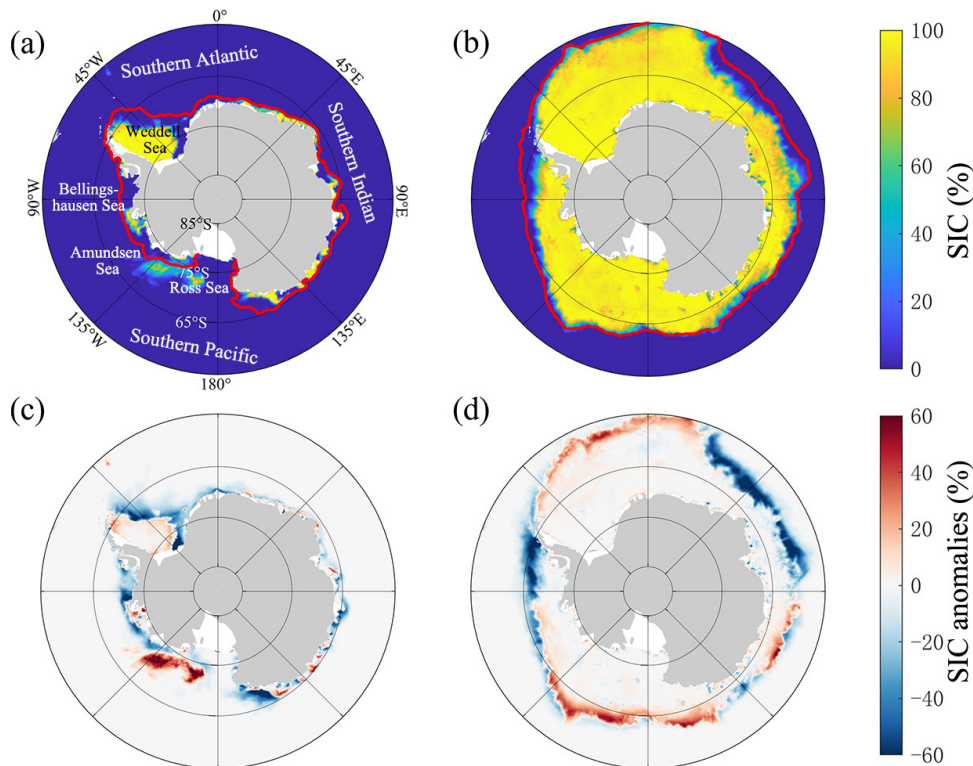 (a)
0°
45°W
45°E
Southern Atlantic
Weddell
Sea
Southern Indian
Bellings-
hausen Sea
90°W
90°E
85°S
Amundsen
Sea
75°S
Ross Sea
65°S
135°W
135°E
Southern Pacific
180°
(b)
100
80
60
40
20
0
SIC (%)
(c)
(d)
60
40
20
0
−20
−40
−60
SIC anomalies (%)